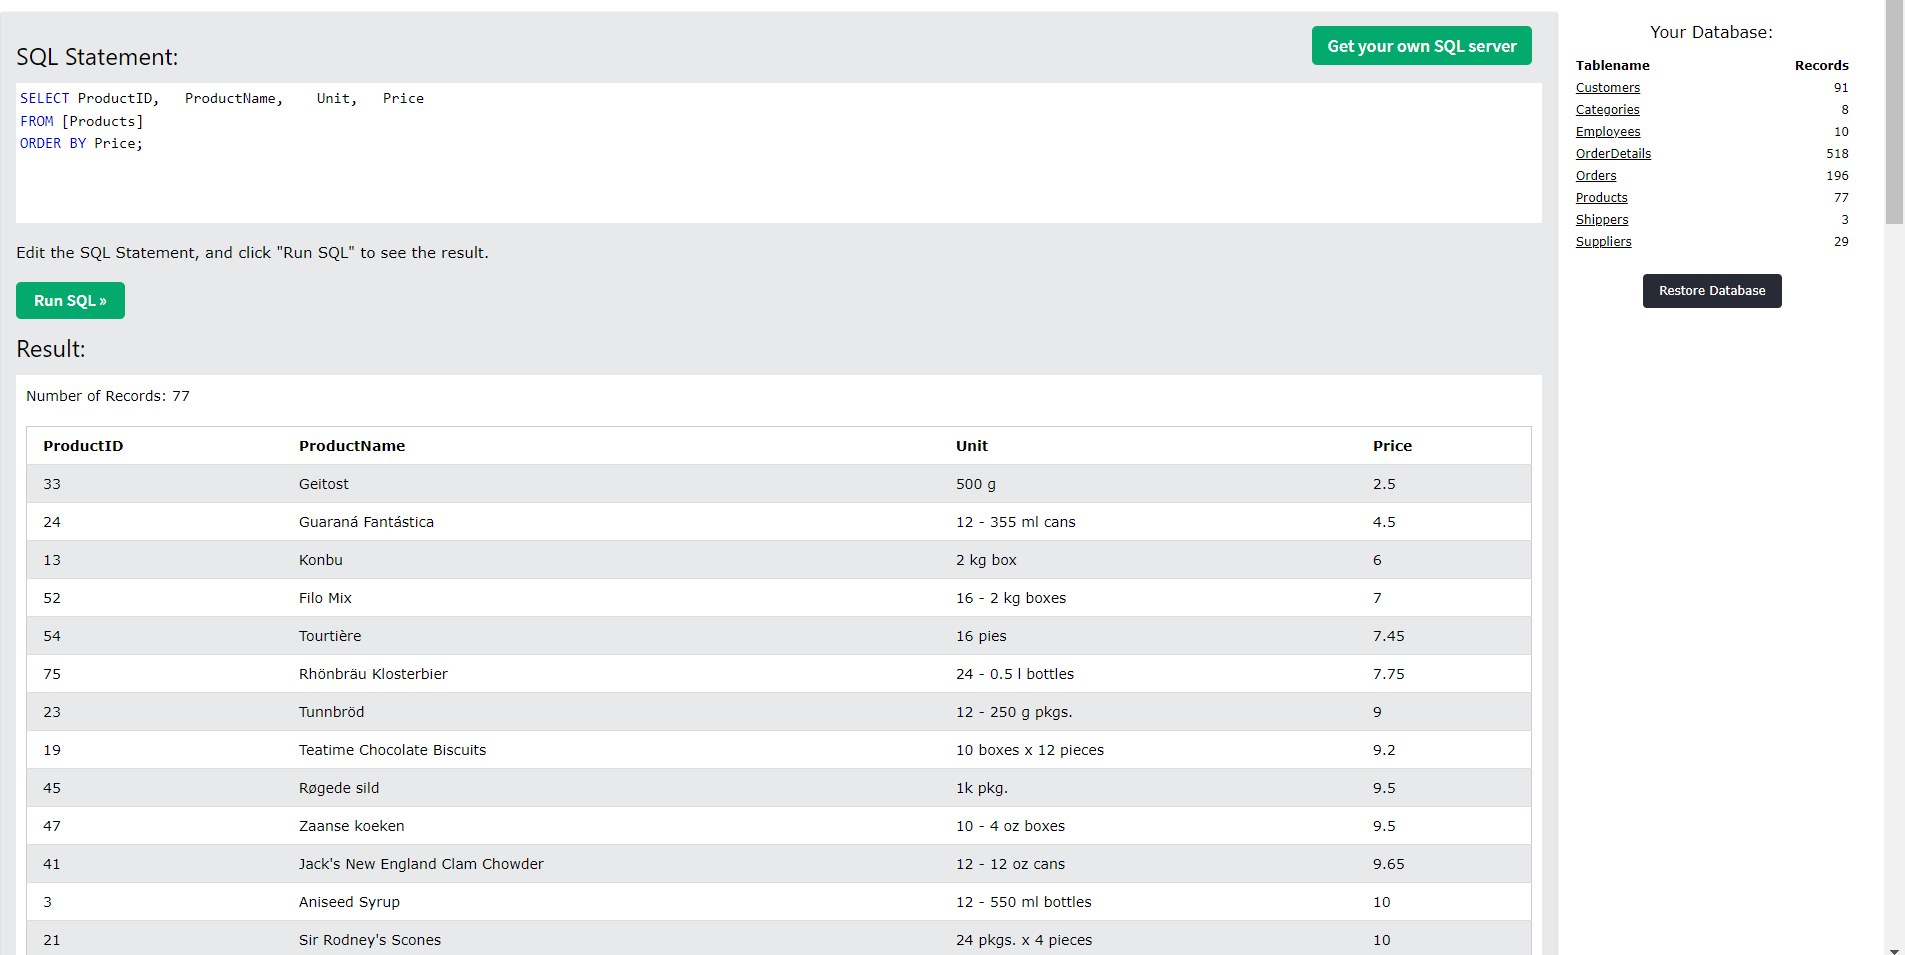 SQL Statement:
Get your own SQL server
SELECT ProductID,   ProductName,    Unit,   Price
FROM [Products]
ORDER BY Price;
Edit the SQL Statement, and click "Run SQL" to see the result.
Run SQL »
Result:
Number of Records: 77
ProductID ProductName Unit Price
33 Geitost 500 g 2.5
24 Guaraná Fantástica 12 - 355 ml cans 4.5
13 Konbu 2 kg box 6
52 Filo Mix 16 - 2 kg boxes 7
54 Tourtière 16 pies 7.45
75 Rhönbräu Klosterbier 24 - 0.5 l bottles 7.75
23 Tunnbröd 12 - 250 g pkgs. 9
19 Teatime Chocolate Biscuits 10 boxes x 12 pieces 9.2
45 Røgede sild 1k pkg. 9.5
47 Zaanse koeken 10 - 4 oz boxes 9.5
41 Jack's New England Clam Chowder 12 - 12 oz cans 9.65
3 Aniseed Syrup 12 - 550 ml bottles 10
21 Sir Rodney's Scones 24 pkgs. x 4 pieces 10
Your Database:
Tablename Records
Customers 91
Categories 8
Employees 10
OrderDetails 518
Orders 196
Products 77
Shippers 3
Suppliers 29
Restore Database